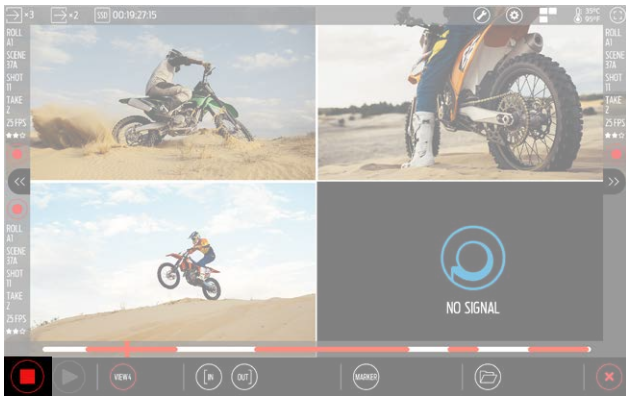 ×3
×2
SSD 00:19:27:15
35°C
95°F
ROLL
A1
SCENE
37A
SHOT
11
TAKE
2
25 FPS
ROLL
A1
SCENE
37A
SHOT
11
TAKE
2
25 FPS
ROLL
A1
SCENE
37A
SHOT
11
TAKE
2
25 FPS
NO SIGNAL
VIEW4
IN
OUT
MARKER